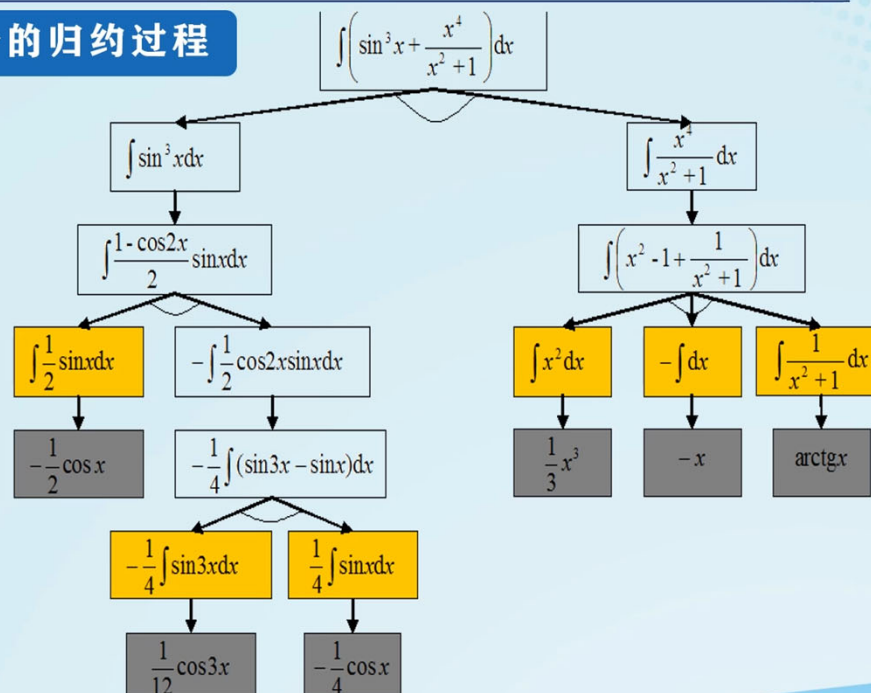 的归约过程
∫(sin³x + x⁴/(x² +1))dx
∫sin³xdx
∫x⁴/(x² +1) dx
∫(1- cos2x)/2 sinxdx
∫(x² -1+ 1/(x² +1))dx
∫1/2 sinxdx
-∫1/2 cos2xsinxdx
∫x²dx
-∫dx
∫1/(x² +1) dx
-1/2 cos x
-1/4∫(sin3x – sinx)dx
1/3 x³
– x
arctgx
-1/4∫sin3xdx
1/4∫sinxdx
1/12 cos3x
-1/4 cosx